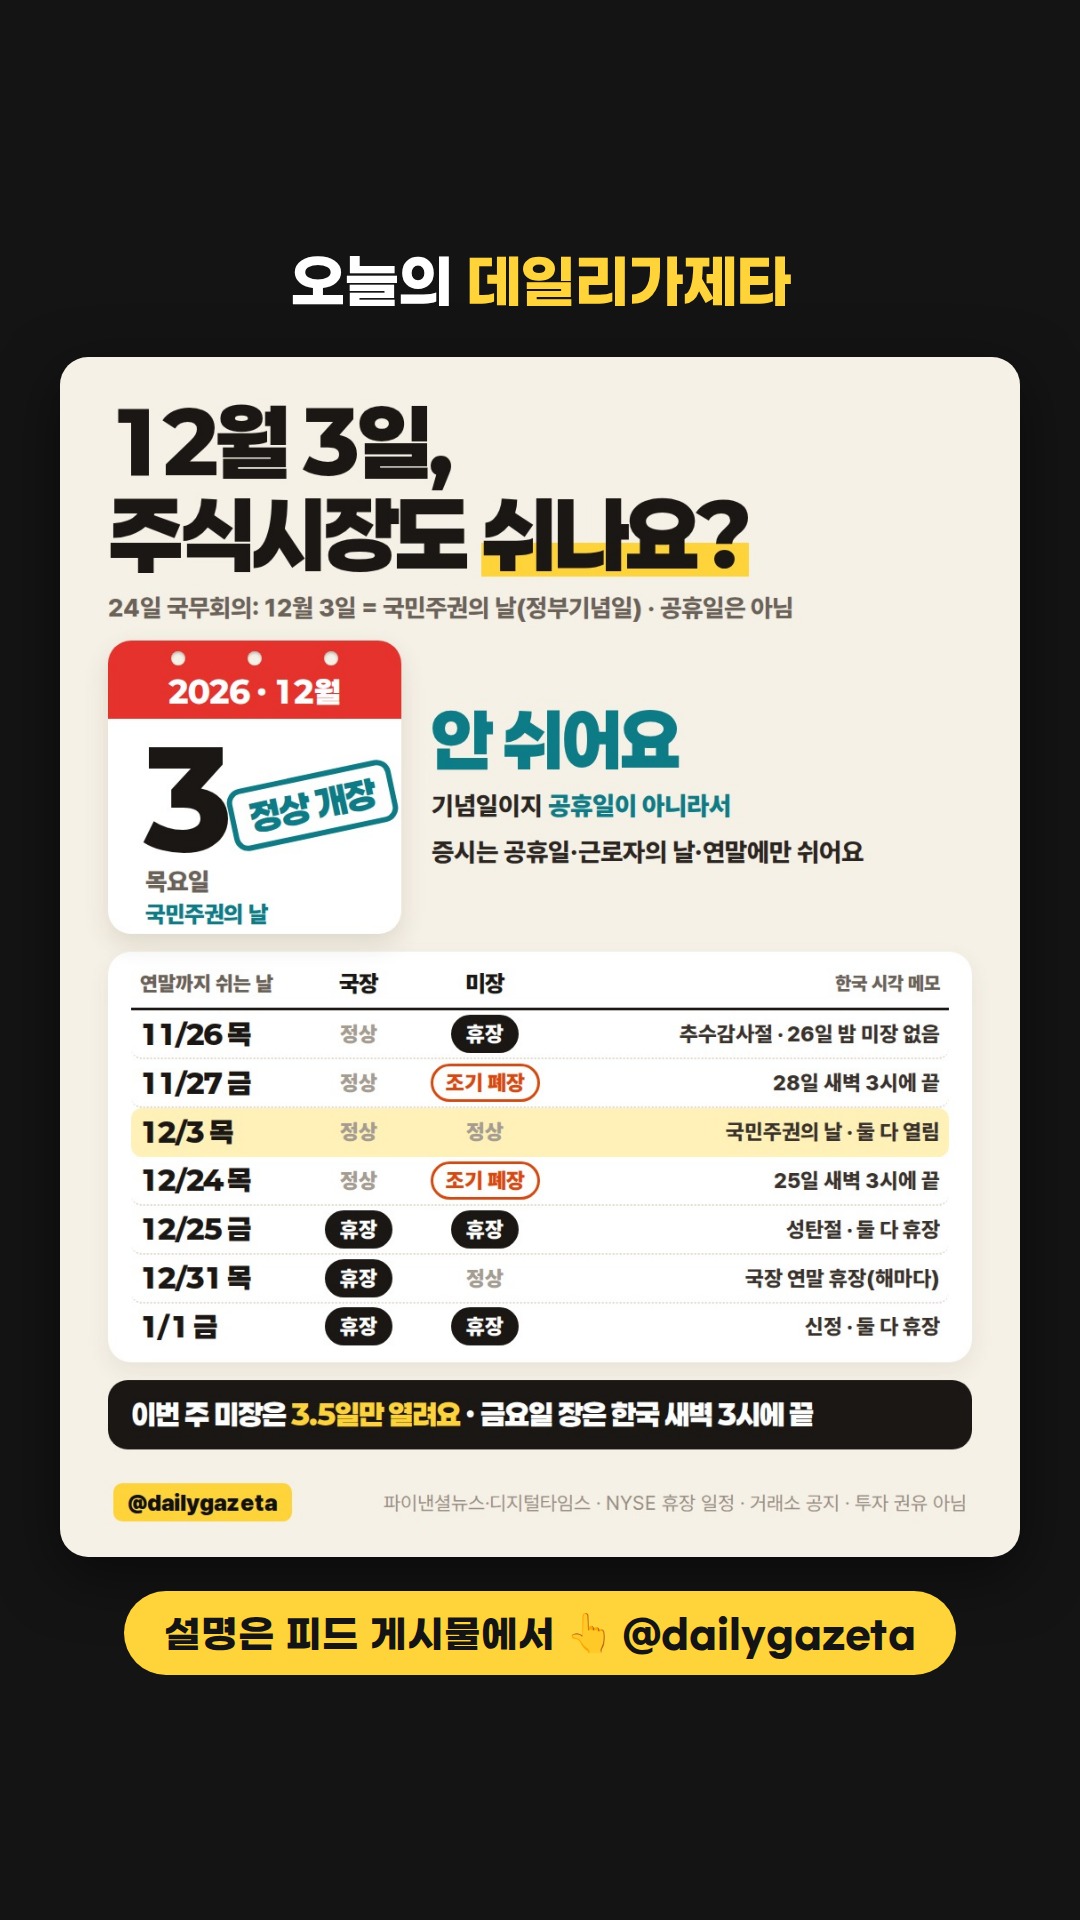 오늘의 데일리가제타
12월 3일,
주식시장도 쉬나요?
24일 국무회의: 12월 3일 = 국민주권의 날(정부기념일) · 공휴일은 아님
2026 · 12월
3
정상 개장
목요일
국민주권의 날
안 쉬어요
기념일이지 공휴일이 아니라서
증시는 공휴일·근로자의 날·연말에만 쉬어요
연말까지 쉬는 날 국장 미장 한국 시각 메모
11/26 목 정상 휴장 추수감사절 · 26일 밤 미장 없음
11/27 금 정상 조기 폐장 28일 새벽 3시에 끝
12/3 목 정상 정상 국민주권의 날 · 둘 다 열림
12/24 목 정상 조기 폐장 25일 새벽 3시에 끝
12/25 금 휴장 휴장 성탄절 · 둘 다 휴장
12/31 목 휴장 정상 국장 연말 휴장(해마다)
1/1 금 휴장 휴장 신정 · 둘 다 휴장
이번 주 미장은 3.5일만 열려요 · 금요일 장은 한국 새벽 3시에 끝
@dailygazeta 파이낸셜뉴스·디지털타임스 · NYSE 휴장 일정 · 거래소 공지 · 투자 권유 아님
설명은 피드 게시물에서 👆 @dailygazeta